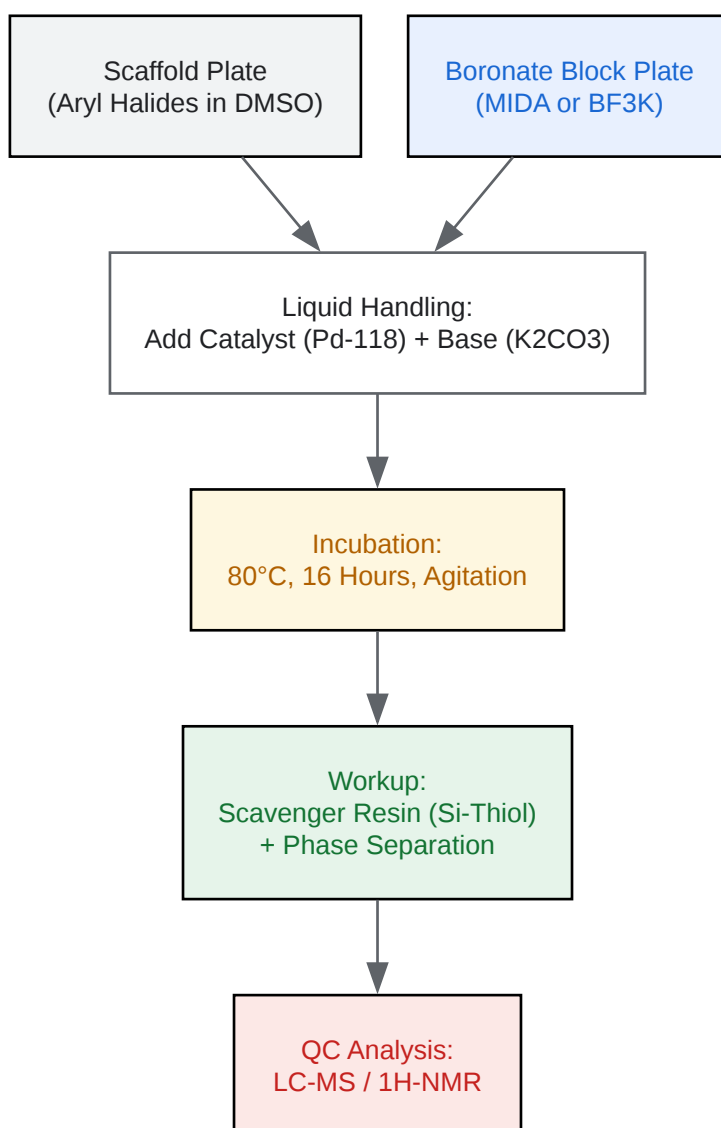 Scaffold Plate
(Aryl Halides in DMSO)
Boronate Block Plate
(MIDA or BF3K)
Liquid Handling:
Add Catalyst (Pd-118) + Base (K2CO3)
Incubation:
80°C, 16 Hours, Agitation
Workup:
Scavenger Resin (Si-Thiol)
+ Phase Separation
QC Analysis:
LC-MS / 1H-NMR